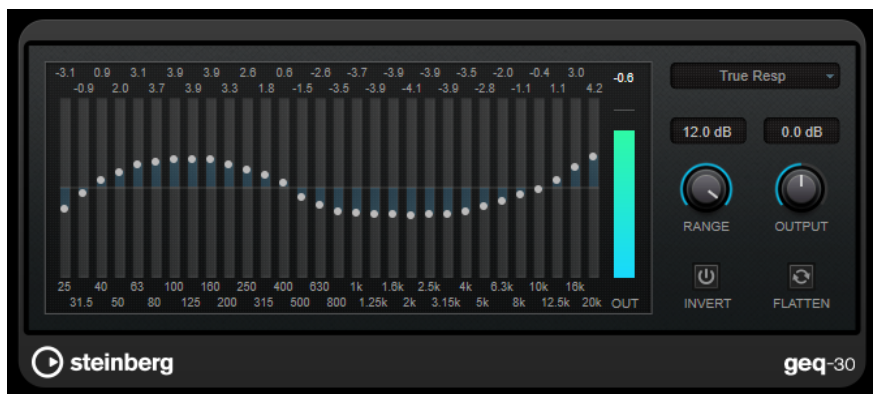 -3.1 0.9 3.1 3.9 3.9 2.6 0.6 -2.6 -3.7 -3.9 -3.9 -3.5 -2.0 -0.4 3.0
-0.9 2.0 3.7 3.9 3.3 1.8 -1.5 -3.5 -3.9 -4.1 -3.9 -2.8 -1.1 1.1 4.2
-0.6
25 40 63 100 160 250 400 630 1k 1.6k 2.5k 4k 6.3k 10k 16k
31.5 50 80 125 200 315 500 800 1.25k 2k 3.15k 5k 8k 12.5k 20k OUT
True Resp
12.0 dB 0.0 dB
RANGE OUTPUT
INVERT FLATTEN
steinberg geq-30